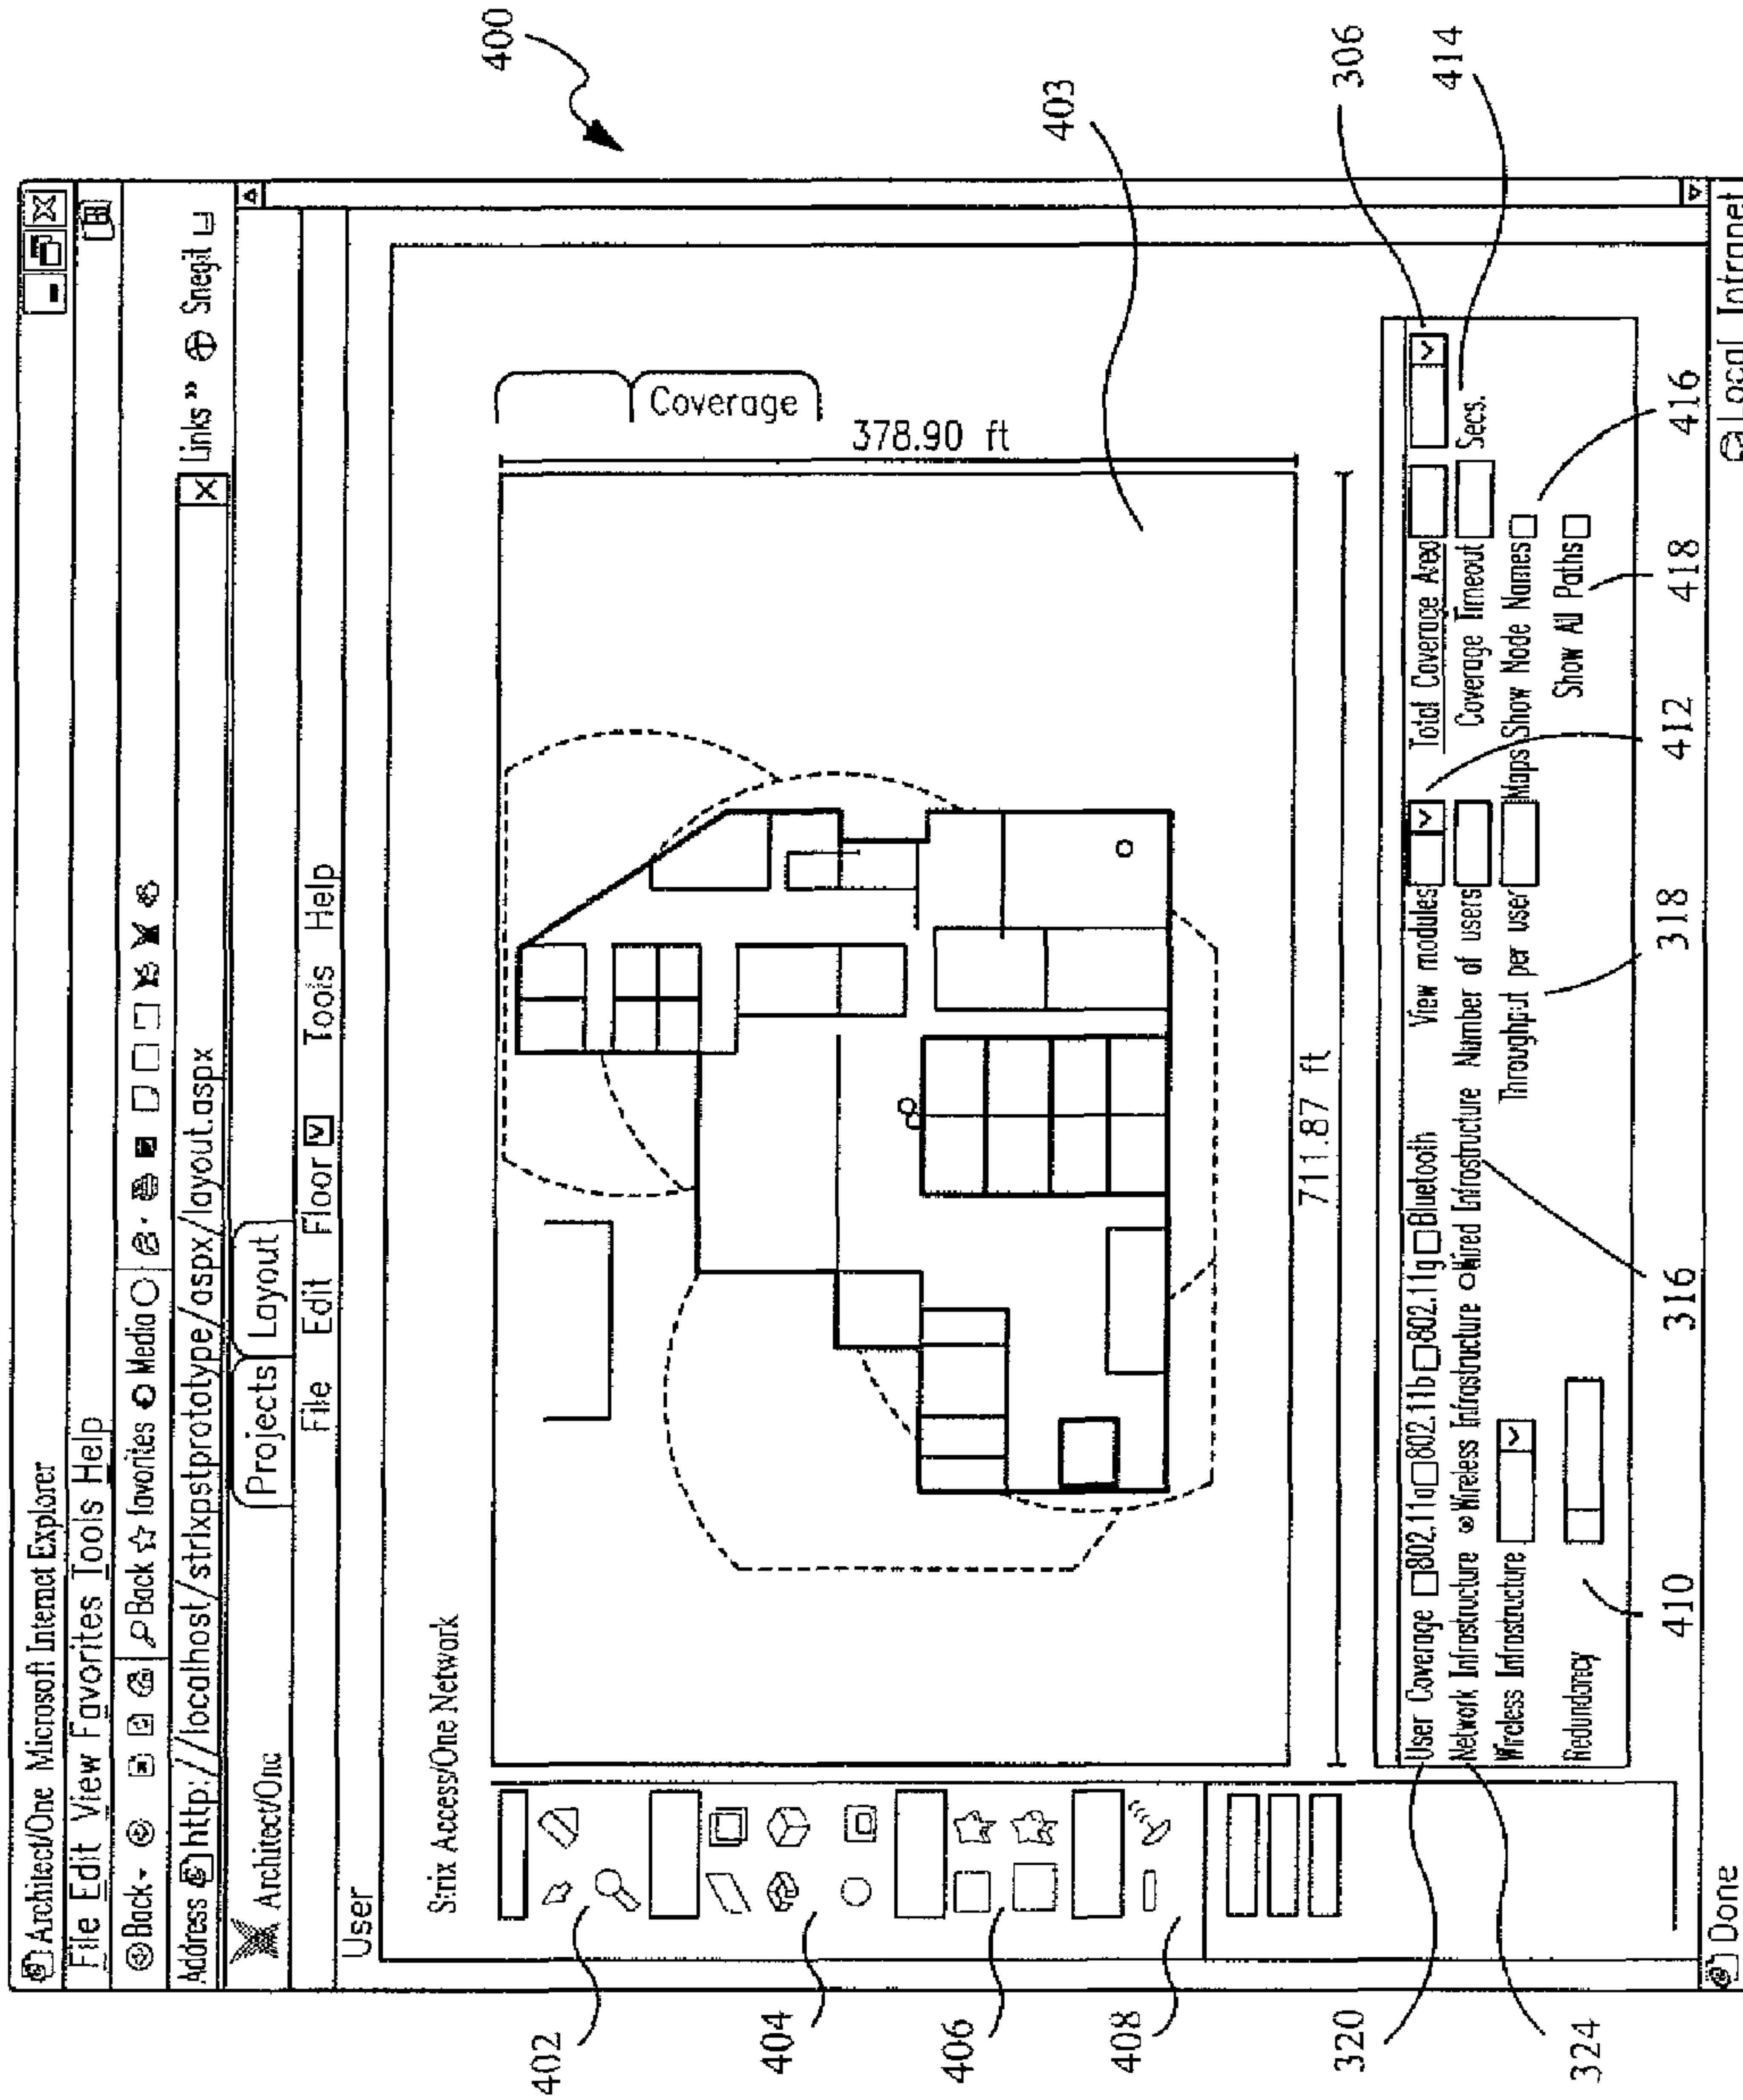 400
Architect/One Microsoft Internet Explorer
File Edit View Favorites Tools Help
Back Back favorites Media
Address http://localhost/strixpstprototype/aspx/layout.aspx Links » Snegit
Architect/One Projects Layout
File Edit Floor Tools Help
User
Strix Access/One Network
Coverage
378.90 ft
711.87 ft
402
403
404
406
408
User Coverage 802.11a 802.11b 802.11g Bluetooth View modules Total Coverage Area
Network Infrastructure Wireless Infrastructure Wired Infrastructure Number of users Coverage Timeout Secs.
Wireless Infrastructure Throughput per user Maps Show Node Names
Redundancy Show All Paths
320
324
306
414
410
316
318
412
418
416
Done Local Intranet